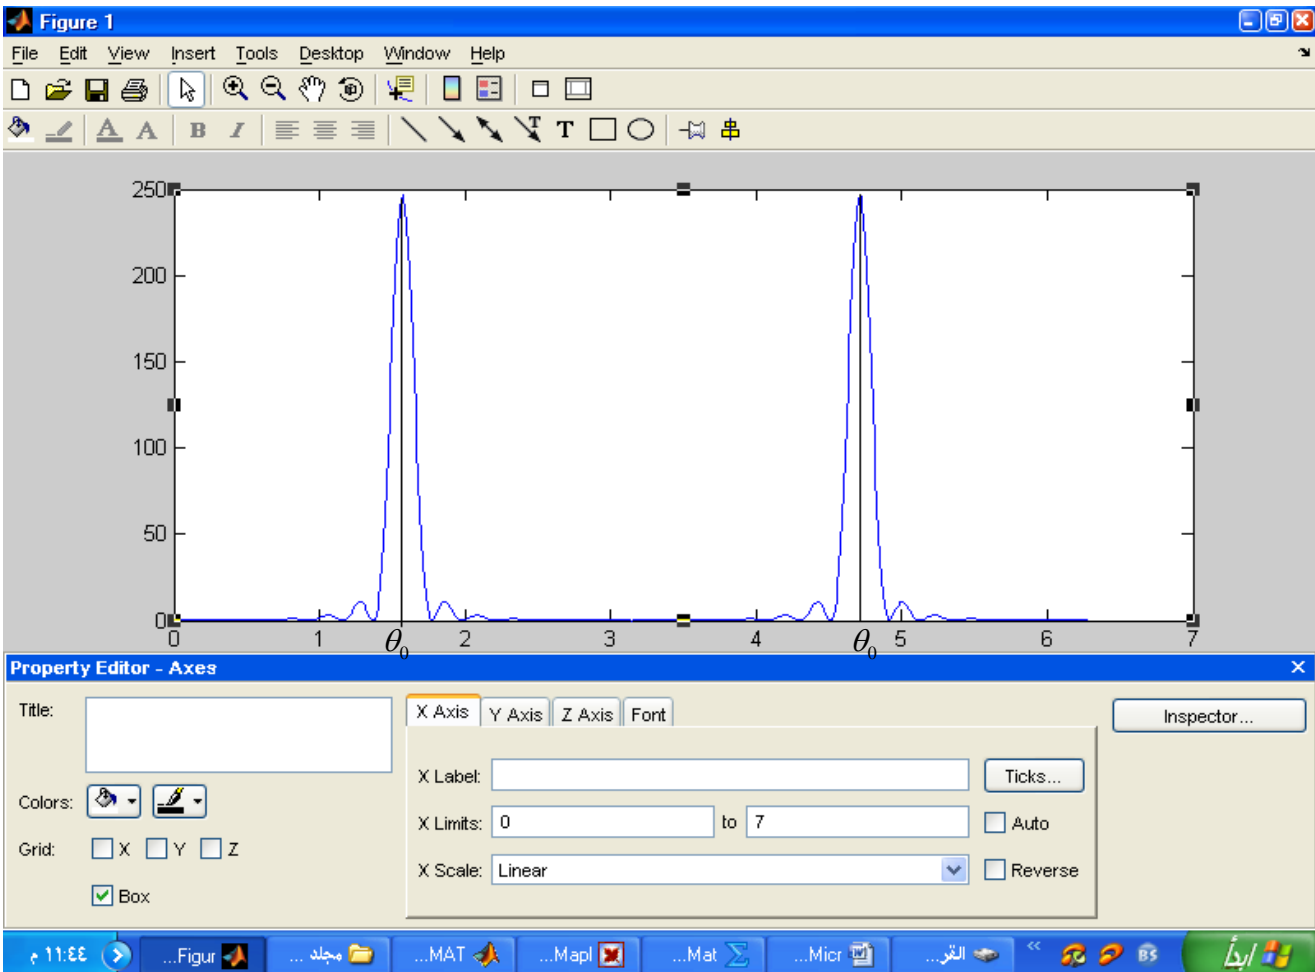 Figure 1
File Edit View Insert Tools Desktop Window Help
A A B I T T
250
200
150
100
50
0
0 1 θ0 2 3 4 θ0 5 6 7
Property Editor - Axes
Title:
X Axis Y Axis Z Axis Font
Inspector...
X Label:
Ticks...
Colors:
X Limits: 0 to 7
Auto
Grid: X Y Z
X Scale: Linear
Reverse
Box
١١:٤٤ م ...Figur مجلد ... ...MAT ...Mapl ...Mat ...Micr القر... BS ابدأ